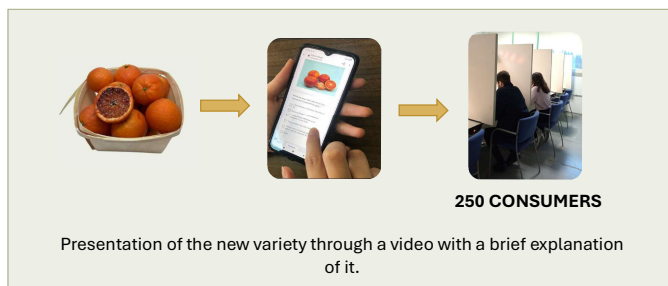 250 CONSUMERS
Presentation of the new variety through a video with a brief explanation
of it.